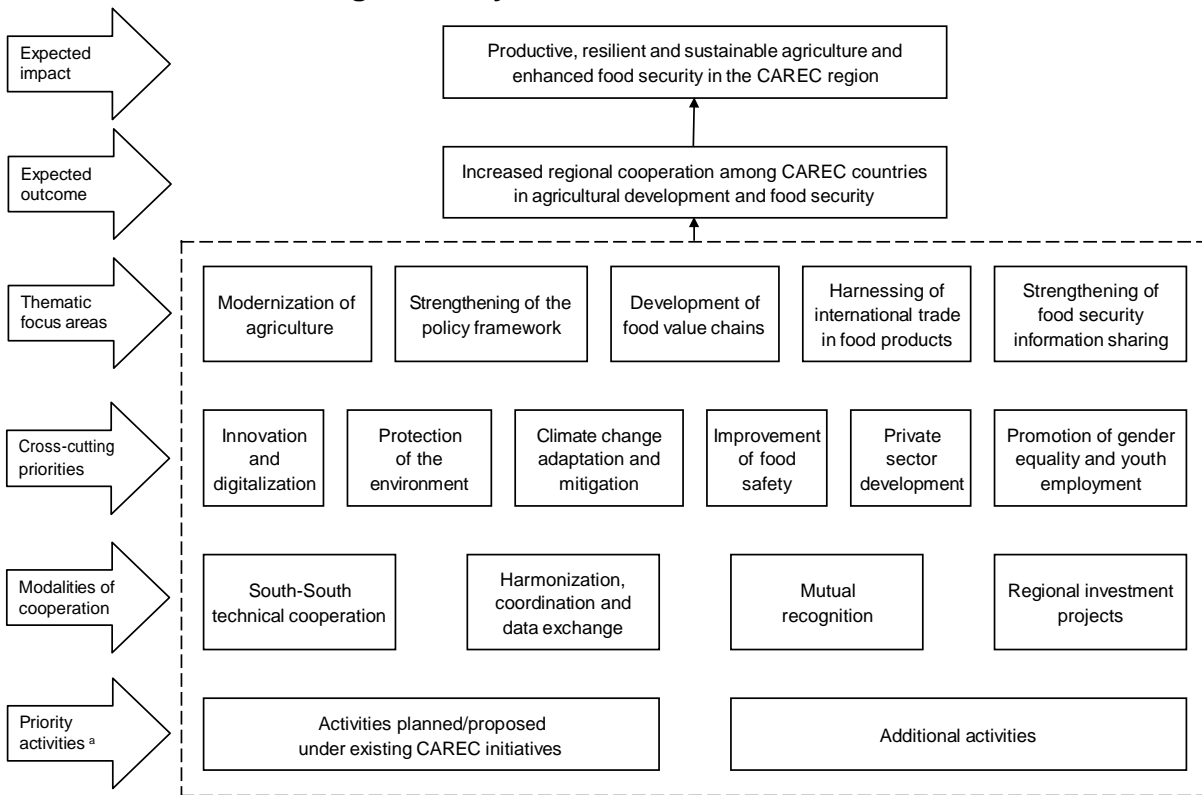 Expected
impact
Productive, resilient and sustainable agriculture and
enhanced food security in the CAREC region
Expected
outcome
Increased regional cooperation among CAREC countries
in agricultural development and food security
Thematic
focus areas
Modernization of
agriculture
Strengthening of the
policy framework
Development of
food value chains
Harnessing of
international trade
in food products
Strengthening of
food security
information sharing
Cross-cutting
priorities
Innovation
and
digitalization
Protection
of the
environment
Climate change
adaptation and
mitigation
Improvement
of food
safety
Private
sector
development
Promotion of gender
equality and youth
employment
Modalities of
cooperation
South-South
technical cooperation
Harmonization,
coordination and
data exchange
Mutual
recognition
Regional investment
projects
Priority
activities ª
Activities planned/proposed
under existing CAREC initiatives
Additional activities